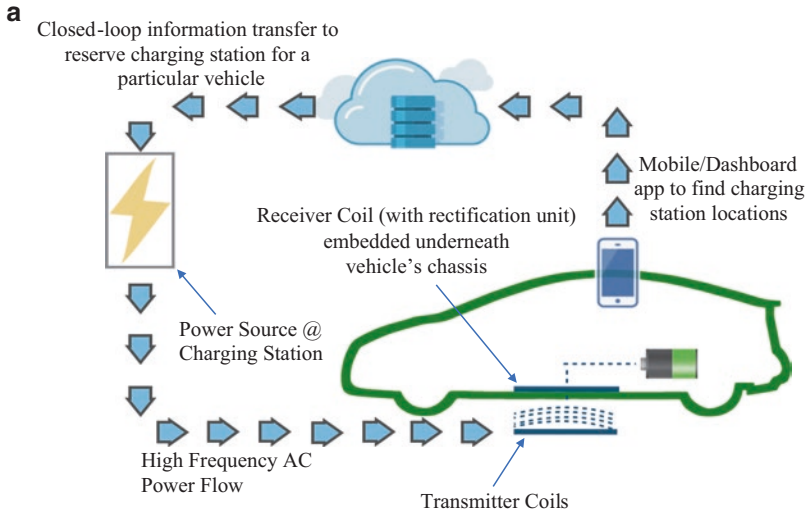 a
Closed-loop information transfer to
reserve charging station for a
particular vehicle
Mobile/Dashboard
app to find charging
station locations
Receiver Coil (with rectification unit)
embedded underneath
vehicle's chassis
Power Source @
Charging Station
High Frequency AC
Power Flow
Transmitter Coils